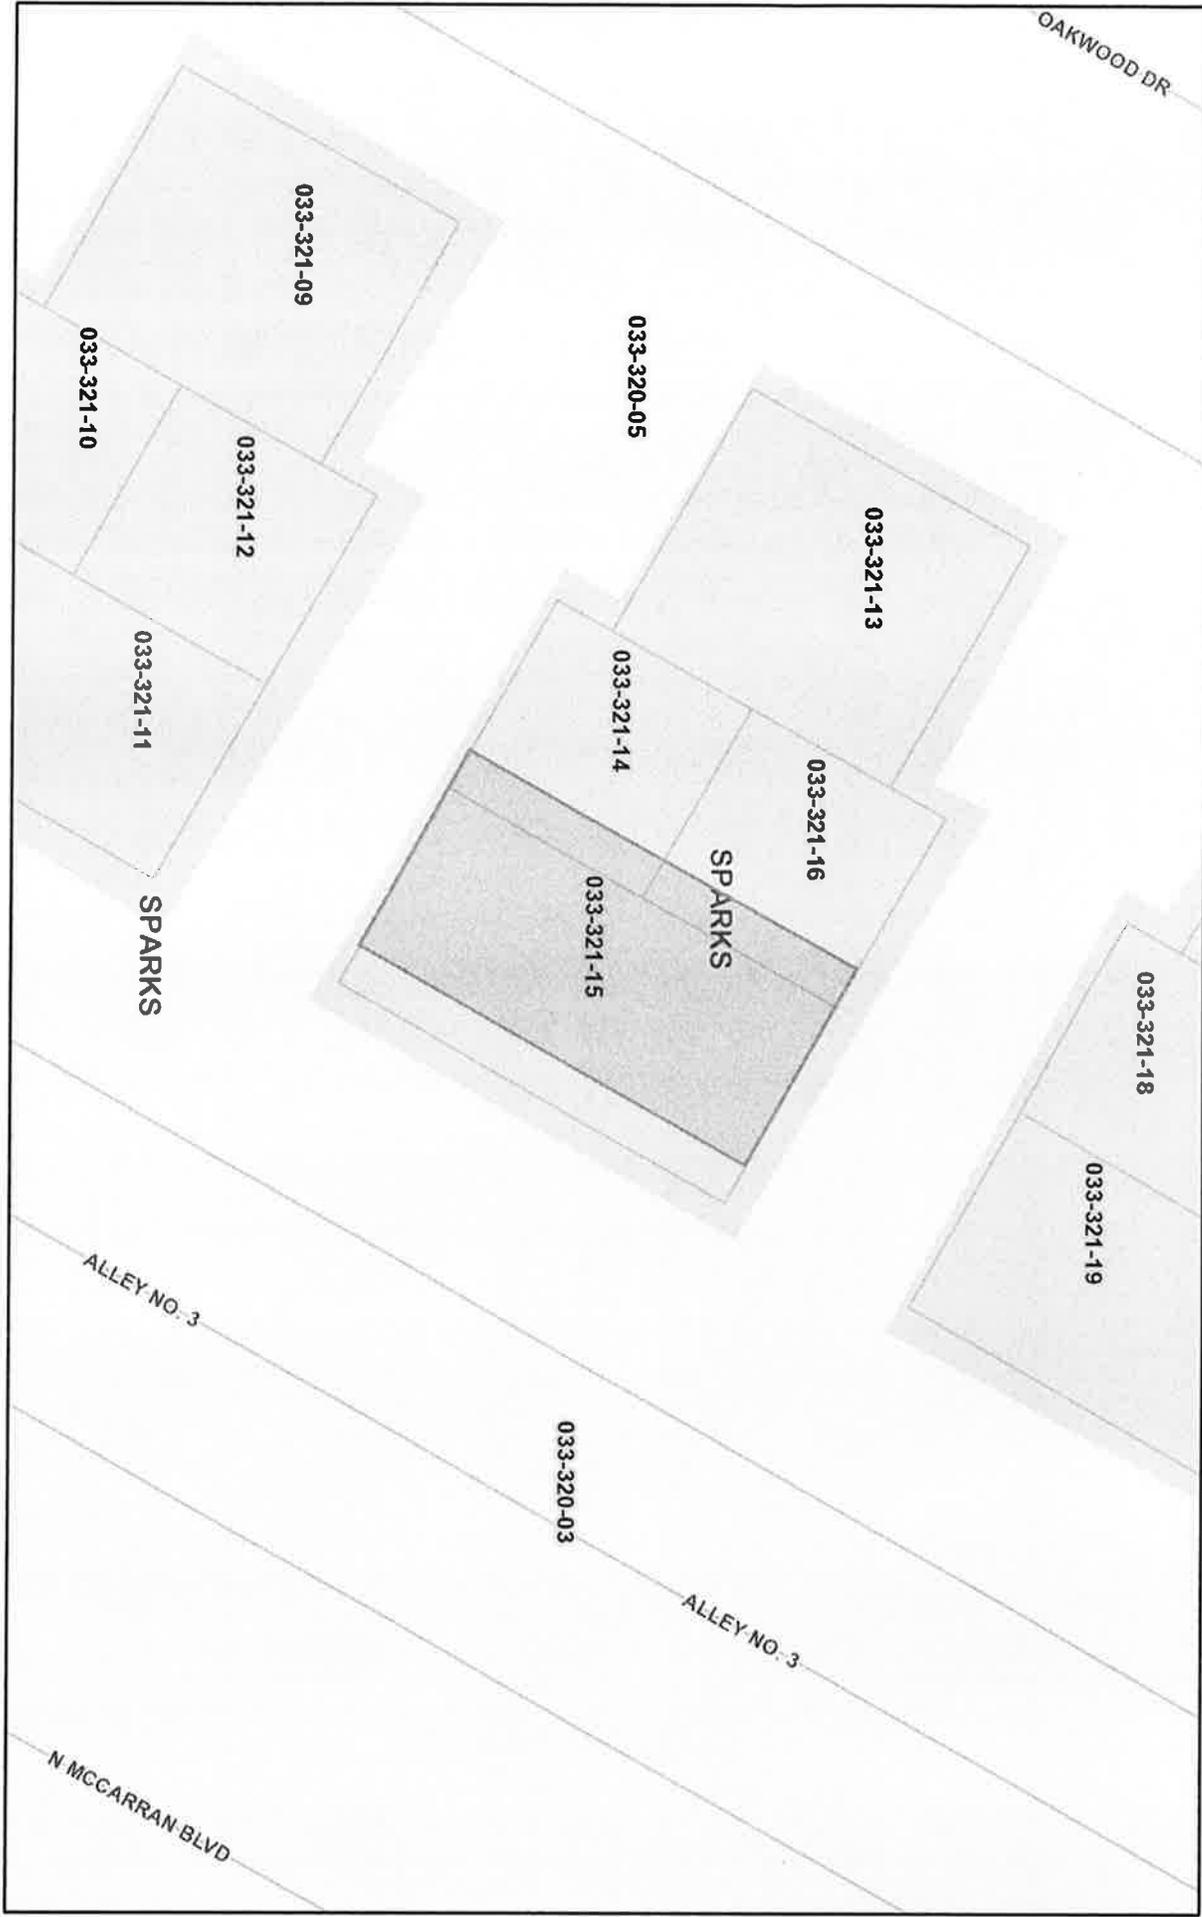 OAKWOOD DR
033-321-09
033-320-05
033-321-10
033-321-12
033-321-13
033-321-11
033-321-14
033-321-16
SPARKS
SPARKS
033-321-15
033-321-18
033-321-19
ALLEY NO. 3
033-320-03
ALLEY NO. 3
N MCCARRAN BLVD